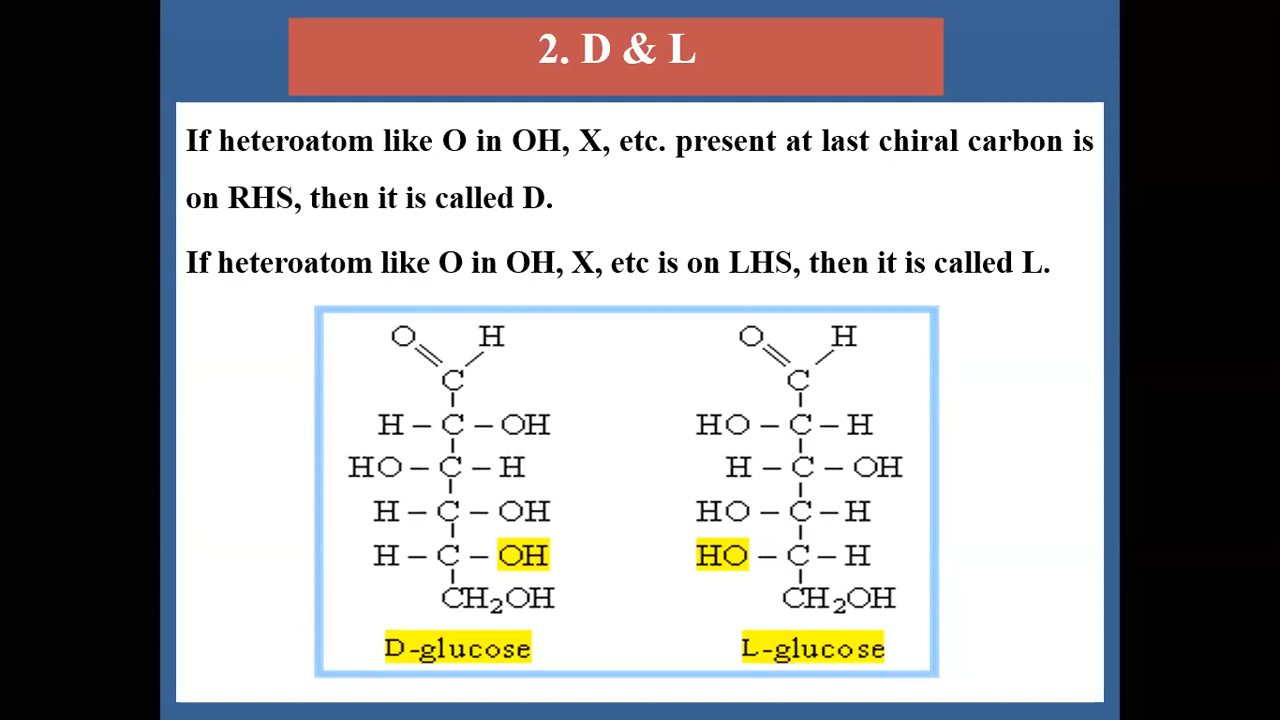 2. D & L
If heteroatom like O in OH, X, etc. present at last chiral carbon is
on RHS, then it is called D.
If heteroatom like O in OH, X, etc is on LHS, then it is called L.
O H O H
C C
H – C – OH HO – C – H
HO – C – H H – C – OH
H – C – OH HO – C – H
H – C – OH HO – C – H
CH₂OH CH₂OH
D-glucose L-glucose